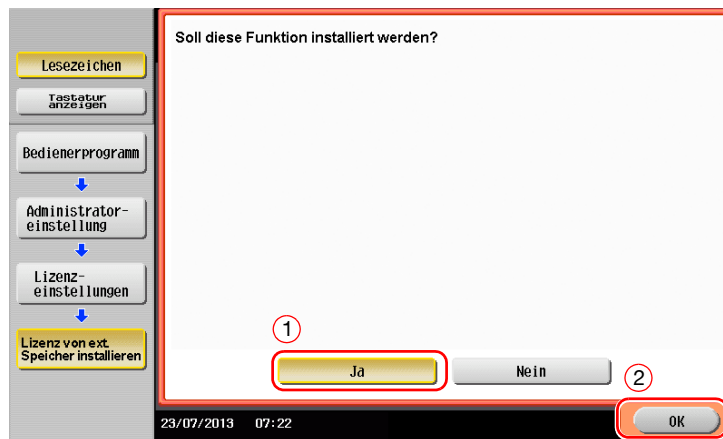 Soll diese Funktion installiert werden?
Lesezeichen
Tastatur
anzeigen
Bedienerprogramm
Administrator-
einstellung
Lizenz-
einstellungen
Lizenz von ext.
Speicher installieren
1
Ja
Nein
2
23/07/2013 07:22
OK